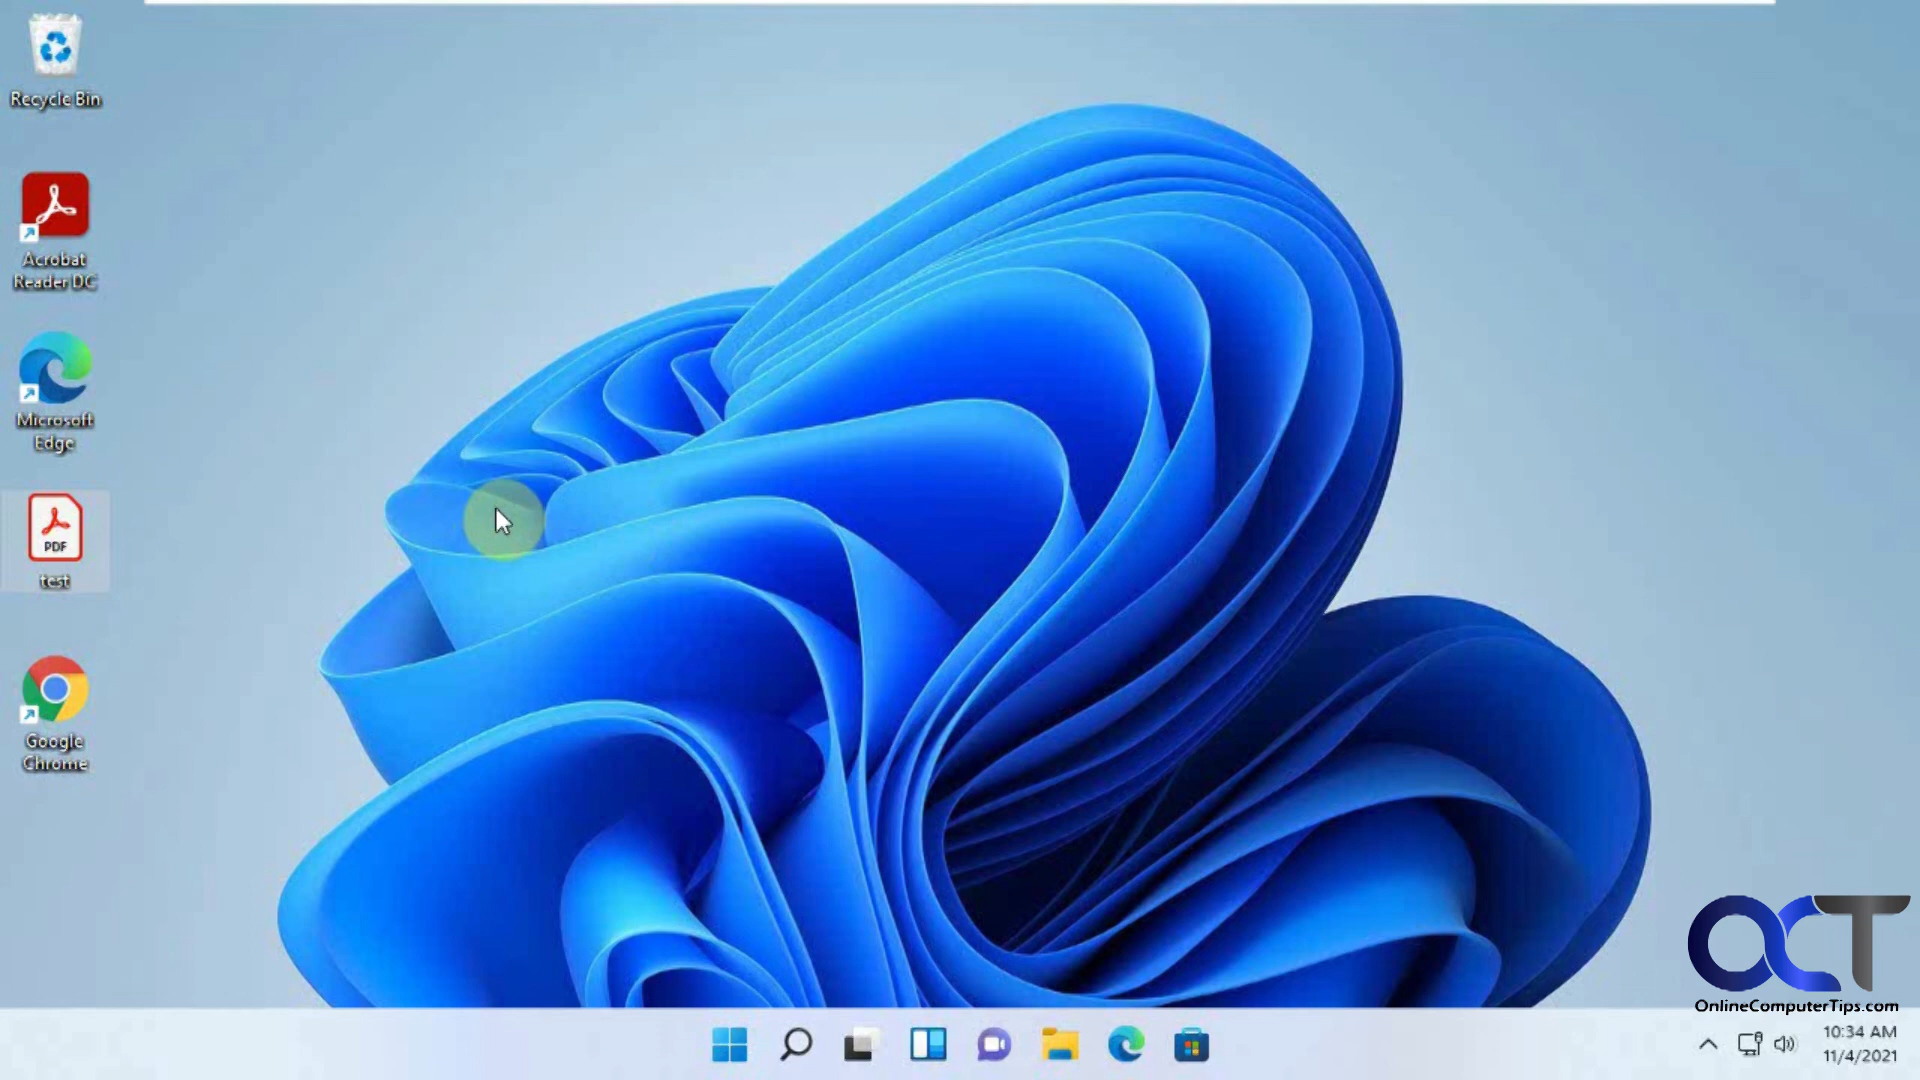 Recycle Bin
Acrobat
Reader DC
Microsoft
Edge
PDF
test
Google
Chrome
OCT
OnlineComputerTips.com
10:34 AM
11/4/2021